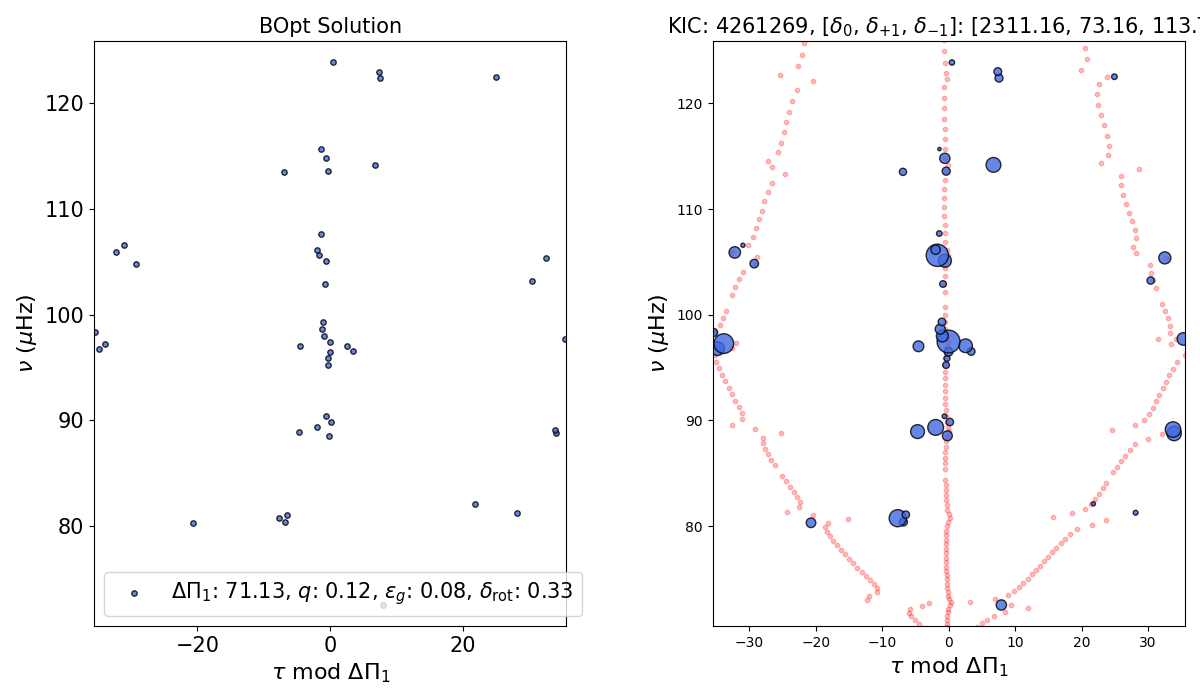 BOpt Solution
KIC: 4261269, [δ₀, δ₊₁, δ₋₁]: [2311.16, 73.16, 113.
120
110
100
90
80
−20
0
20
ν (μHz)
τ mod ΔΠ₁
ΔΠ₁: 71.13, q: 0.12, ε_g: 0.08, δ_rot: 0.33
120
110
100
90
80
−30
−20
−10
0
10
20
30
ν (μHz)
τ mod ΔΠ₁